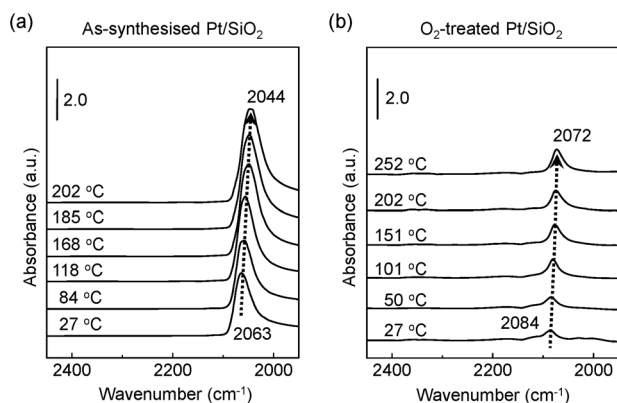 (a) As-synthesised Pt/SiO₂
2.0
2044
202 °C
185 °C
168 °C
118 °C
84 °C
27 °C
2063
Absorbance (a.u.)
2400 2200 2000
Wavenumber (cm⁻¹)
(b) O₂-treated Pt/SiO₂
2.0
2072
252 °C
202 °C
151 °C
101 °C
50 °C
27 °C
2084
Absorbance (a.u.)
2400 2200 2000
Wavenumber (cm⁻¹)